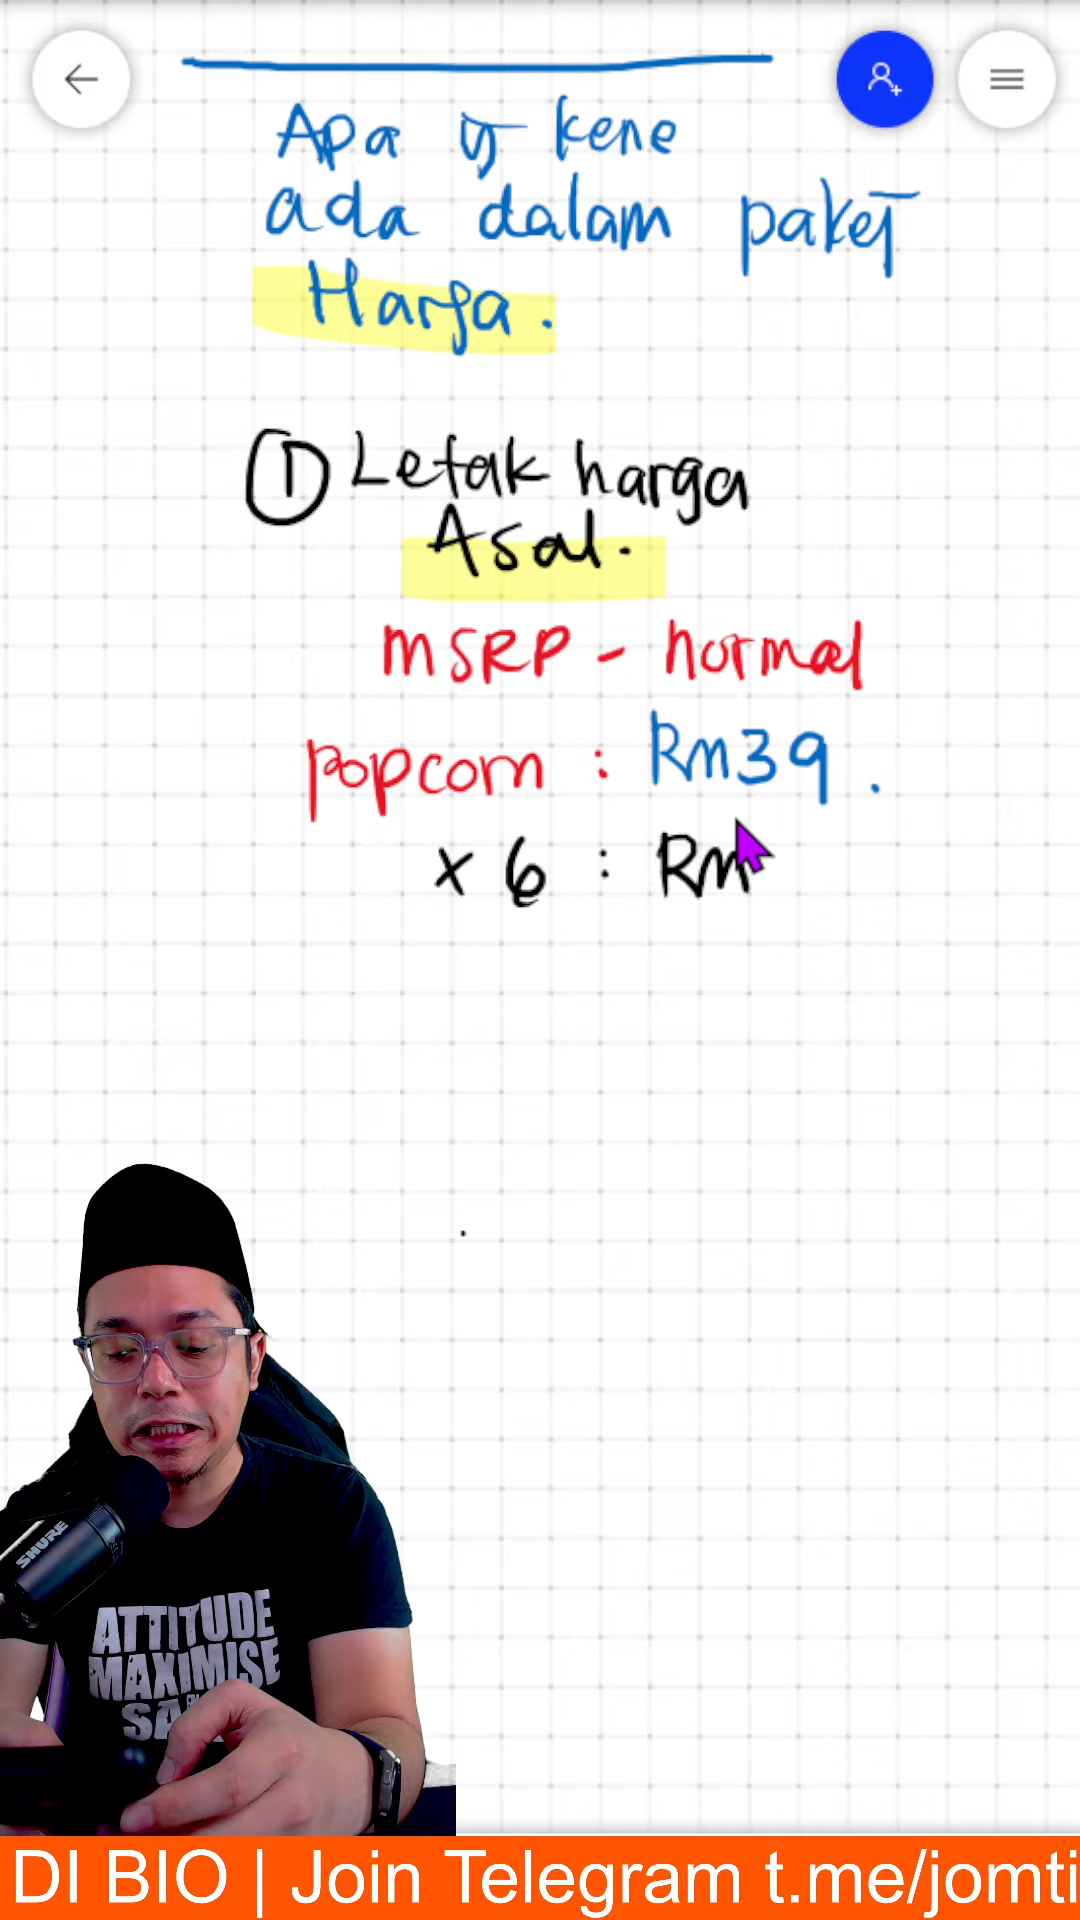 Apa yg kene
ada dalam paket
Harga.
① Letak harga
Asal.
MSRP - normal
popcorn : Rm39.
x 6 : Rm
SHURE
ATTITUDE
MAXIMISE
DI BIO | Join Telegram t.me/jomti